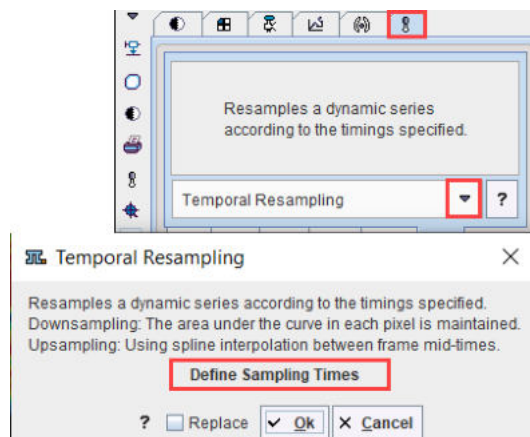 Resamples a dynamic series
according to the timings specified.
Temporal Resampling
?
Temporal Resampling
Resamples a dynamic series according to the timings specified.
Downsampling: The area under the curve in each pixel is maintained.
Upsampling: Using spline interpolation between frame mid-times.
Define Sampling Times
? Replace Ok Cancel